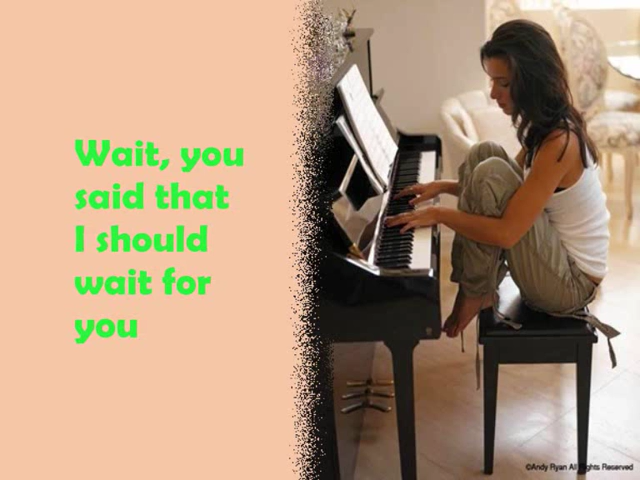 Wait, you
said that
I should
wait for
you
©Andy Ryan All Rights Reserved